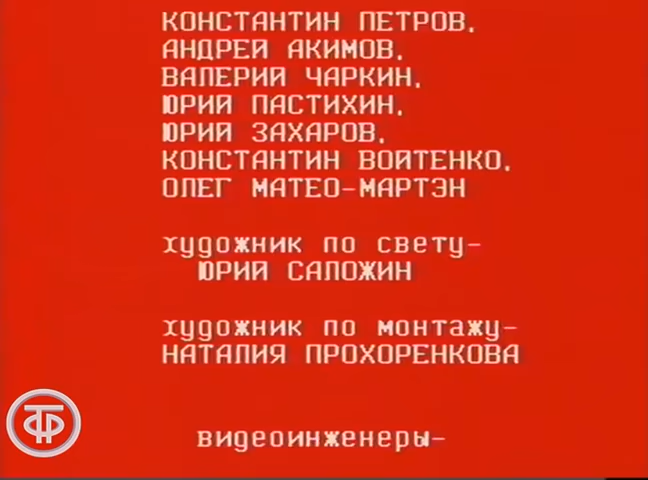 КОНСТАНТИН ПЕТРОВ,
АНДРЕЙ АКИМОВ,
ВАЛЕРИЙ ЧАРКИН,
ЮРИЙ ПАСТИХИН,
ЮРИЙ ЗАХАРОВ,
КОНСТАНТИН ВОЙТЕНКО,
ОЛЕГ МАТЕО-МАРТЭН
художник по свету-
ЮРИЙ САЛОЖИН
художник по монтажу-
НАТАЛИЯ ПРОХОРЕНКОВА
видеоинженеры-